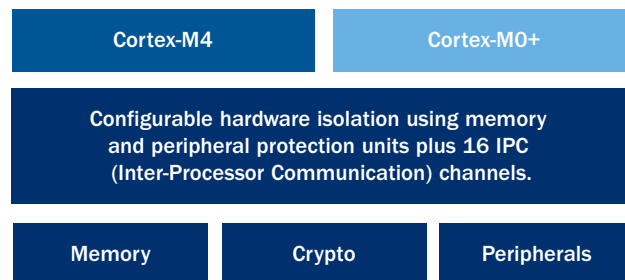 Cortex-M4
Cortex-M0+
Configurable hardware isolation using memory
and peripheral protection units plus 16 IPC
(Inter-Processor Communication) channels.
Memory
Crypto
Peripherals